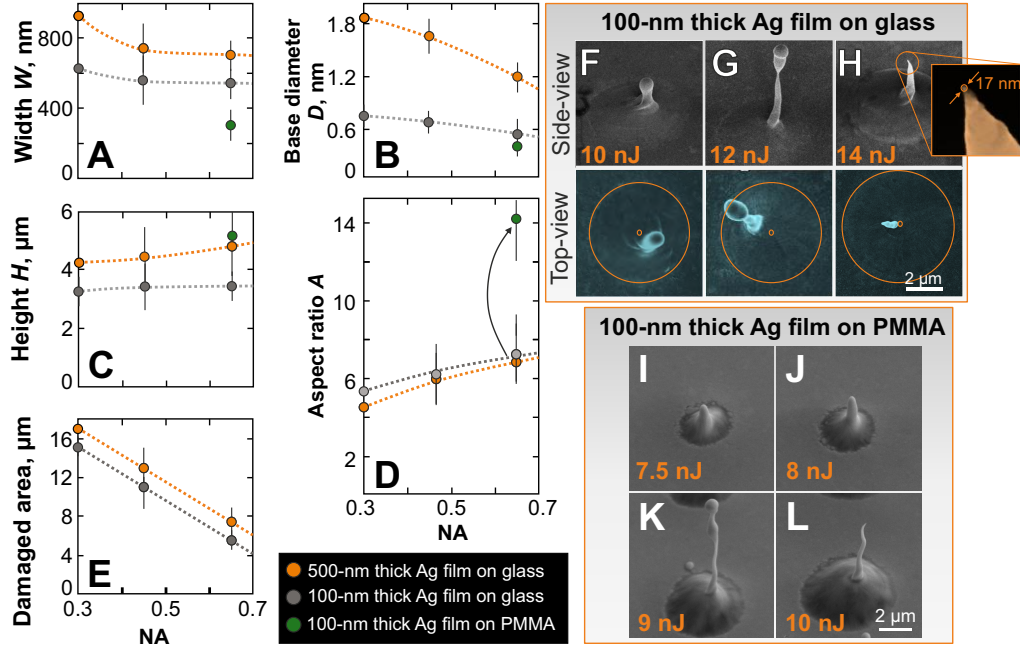 Width W, nm
800
600
400
200
0
A
Base diameter
D, nm
1.8
1.2
0.6
0
B
Height H, µm
6
4
2
0
C
Aspect ratio A
14
12
10
8
6
4
2
D
0.3
0.5
0.7
NA
Damaged area, µm
16
12
8
4
0
E
0.3
0.5
0.7
NA
500-nm thick Ag film on glass
100-nm thick Ag film on glass
100-nm thick Ag film on PMMA
100-nm thick Ag film on glass
Side-view
F
10 nJ
G
12 nJ
H
14 nJ
17 nm
Top-view
2 µm
100-nm thick Ag film on PMMA
I
7.5 nJ
J
8 nJ
K
9 nJ
L
10 nJ
2 µm